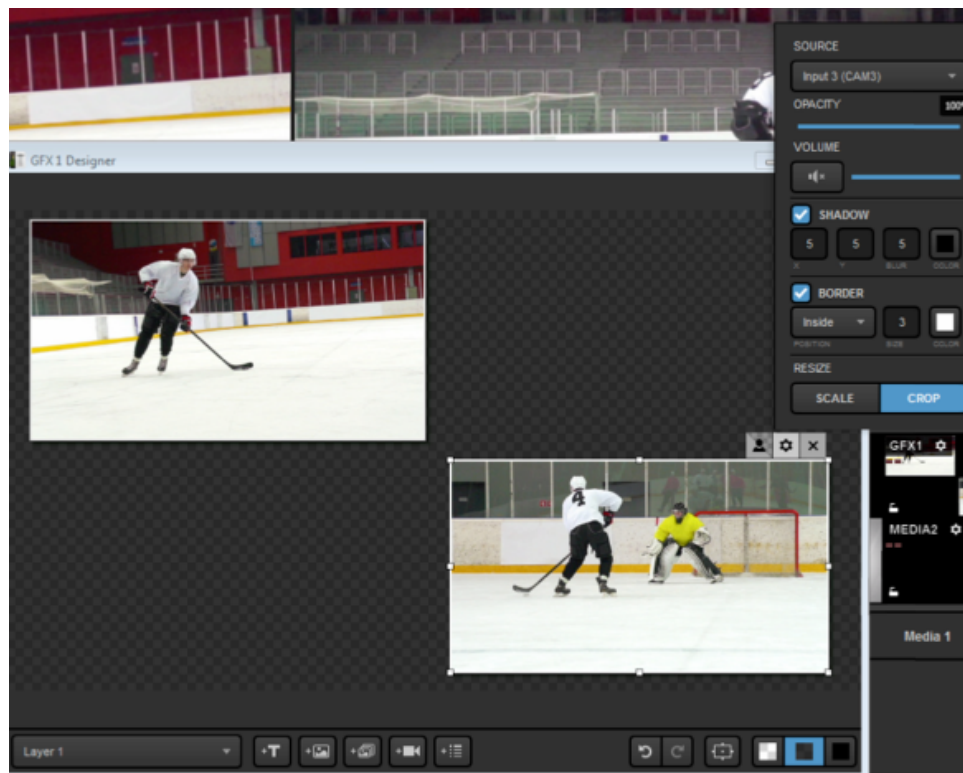 SOURCE
Input 3 (CAM3)
OPACITY
100%
VOLUME
GFX 1 Designer
SHADOW
5 5 5
X Y BLUR COLOR
BORDER
Inside 3
POSITION SIZE COLOR
RESIZE
SCALE CROP
GFX1
4
MEDIA2
Media 1
Layer 1
+T